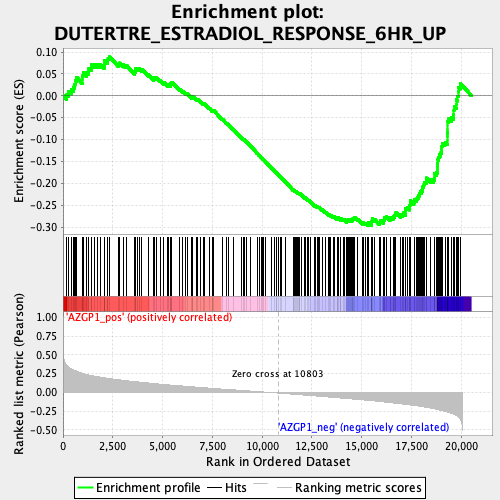 Enrichment plot:
DUTERTRE_ESTRADIOL_RESPONSE_6HR_UP
Enrichment score (ES)
0.10
0.05
0.00
-0.05
-0.10
-0.15
-0.20
-0.25
-0.30
'AZGP1_pos' (positively correlated)
Ranked list metric (Pearson)
1.00
0.75
0.50
0.25
0.00
-0.25
-0.50
Zero cross at 10803
'AZGP1_neg' (negatively correlated)
0
2,500
5,000
7,500
10,000
12,500
15,000
17,500
20,000
Rank in Ordered Dataset
Enrichment profile
Hits
Ranking metric scores